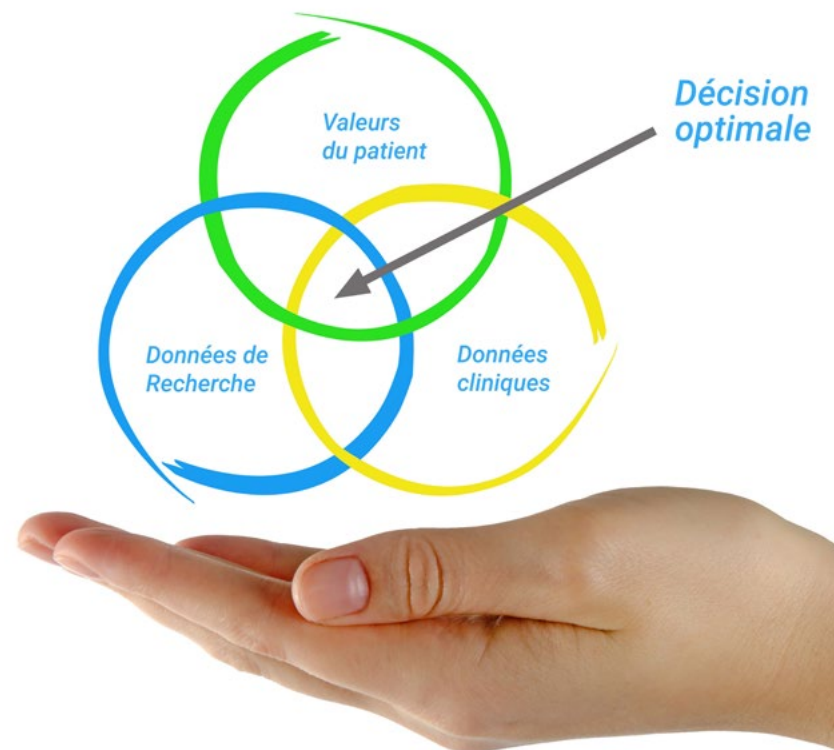 Décision
optimale
Valeurs
du patient
Données de
Recherche
Données
cliniques